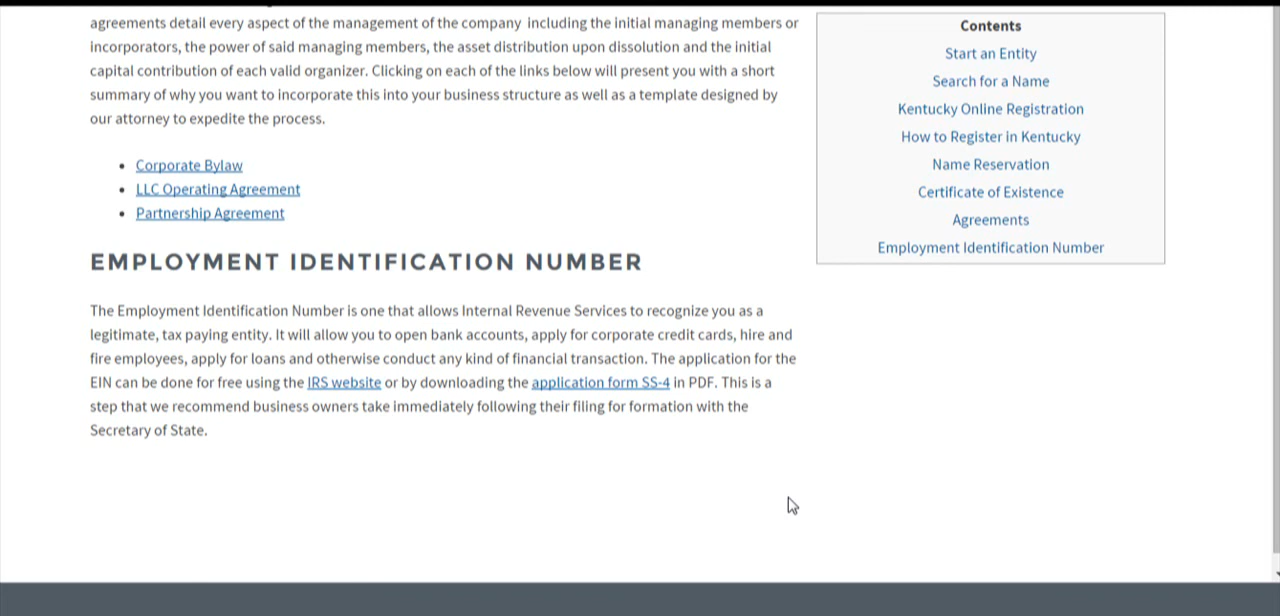 agreements detail every aspect of the management of the company including the initial managing members or
incorporators, the power of said managing members, the asset distribution upon dissolution and the initial
capital contribution of each valid organizer. Clicking on each of the links below will present you with a short
summary of why you want to incorporate this into your business structure as well as a template designed by
our attorney to expedite the process.
Corporate Bylaw
LLC Operating Agreement
Partnership Agreement
EMPLOYMENT IDENTIFICATION NUMBER
The Employment Identification Number is one that allows Internal Revenue Services to recognize you as a
legitimate, tax paying entity. It will allow you to open bank accounts, apply for corporate credit cards, hire and
fire employees, apply for loans and otherwise conduct any kind of financial transaction. The application for the
EIN can be done for free using the IRS website or by downloading the application form SS-4 in PDF. This is a
step that we recommend business owners take immediately following their filing for formation with the
Secretary of State.
Contents
Start an Entity
Search for a Name
Kentucky Online Registration
How to Register in Kentucky
Name Reservation
Certificate of Existence
Agreements
Employment Identification Number